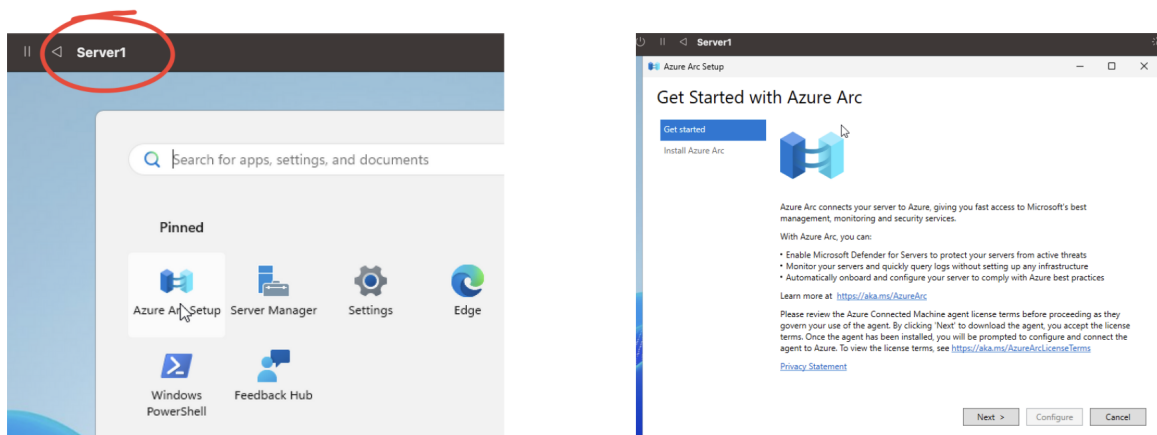 Server1
Search for apps, settings, and documents
Pinned
Azure Arc Setup
Server Manager
Settings
Edge
Windows
PowerShell
Feedback Hub
Server1
Azure Arc Setup
Get Started with Azure Arc
Get started
Install Azure Arc
Azure Arc connects your server to Azure, giving you fast access to Microsoft's best
management, monitoring and security services.
With Azure Arc, you can:
• Enable Microsoft Defender for Servers to protect your servers from active threats
• Monitor your servers and quickly query logs without setting up any infrastructure
• Automatically onboard and configure your server to comply with Azure best practices
Learn more at https://aka.ms/AzureArc
Please review the Azure Connected Machine agent license terms before proceeding as they
govern your use of the agent. By clicking 'Next' to download the agent, you accept the license
terms. Once the agent has been installed, you will be prompted to configure and connect the
agent to Azure. To view the license terms, see https://aka.ms/AzureArcLicenseTerms
Privacy Statement
Next >
Configure
Cancel